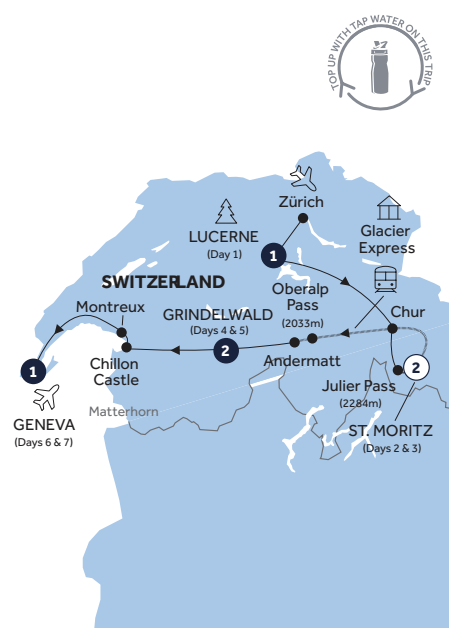 TOP UP WITH TAP WATER ON THIS TRIP
Zürich
LUCERNE
(Day 1)
1
Glacier
Express
SWITZERLAND
Oberalp
Pass
(2033m)
Montreux
GRINDELWALD
(Days 4 & 5)
2
Chur
Chillon
Castle
Andermatt
1
2
Julier Pass
(2284m)
Matterhorn
GENEVA
(Days 6 & 7)
ST. MORITZ
(Days 2 & 3)